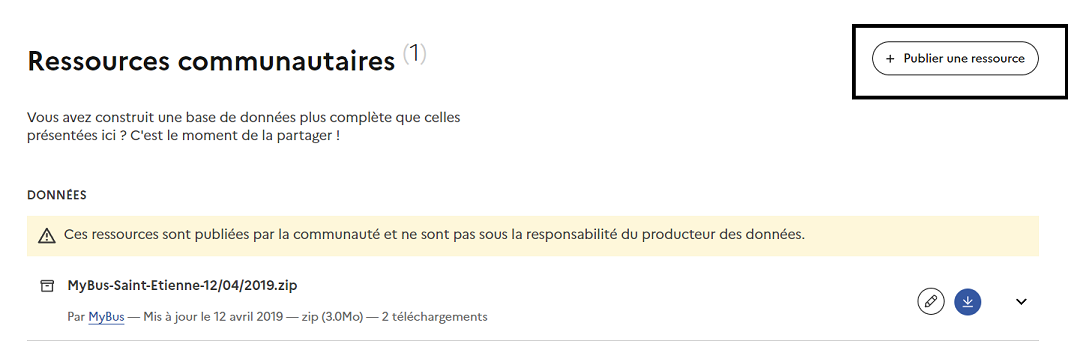 Ressources communautaires (1)
+ Publier une ressource
Vous avez construit une base de données plus complète que celles
présentées ici ? C'est le moment de la partager !
DONNÉES
Ces ressources sont publiées par la communauté et ne sont pas sous la responsabilité du producteur des données.
MyBus-Saint-Etienne-12/04/2019.zip
Par MyBus — Mis à jour le 12 avril 2019 — zip (3.0Mo) — 2 téléchargements